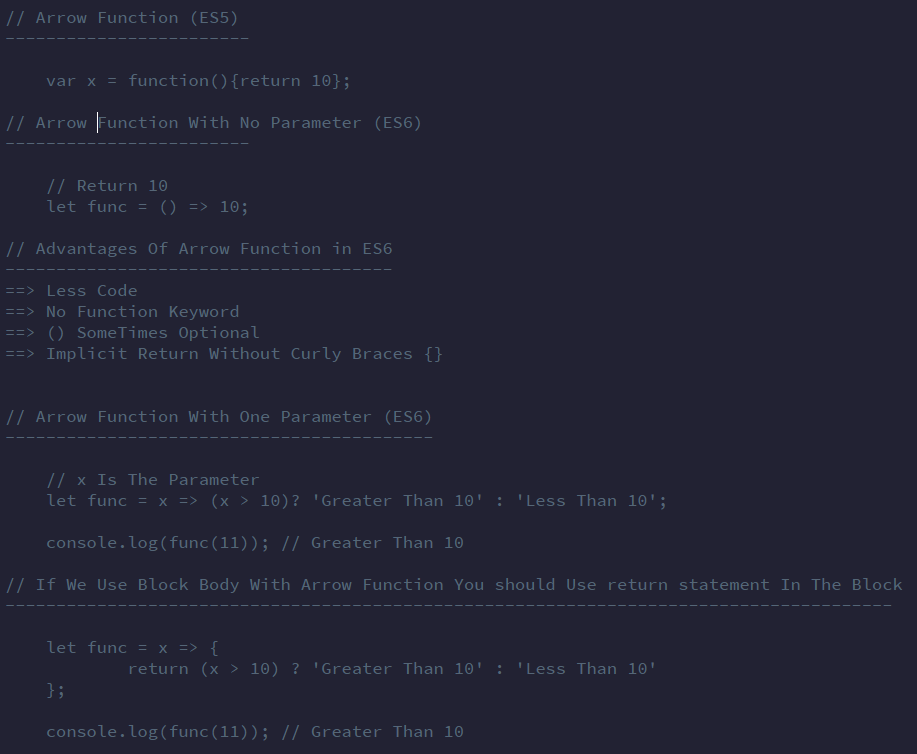 // Arrow Function (ES5)
------------------------
var x = function(){return 10};
// Arrow Function With No Parameter (ES6)
------------------------
// Return 10
let func = () => 10;
// Advantages Of Arrow Function in ES6
--------------------------------------
==> Less Code
==> No Function Keyword
==> () SomeTimes Optional
==> Implicit Return Without Curly Braces {}
// Arrow Function With One Parameter (ES6)
------------------------------------------
// x Is The Parameter
let func = x => (x > 10)? 'Greater Than 10' : 'Less Than 10';
console.log(func(11)); // Greater Than 10
// If We Use Block Body With Arrow Function You should Use return statement In The Block
---------------------------------------------------------------------------------------
let func = x => {
return (x > 10) ? 'Greater Than 10' : 'Less Than 10'
};
console.log(func(11)); // Greater Than 10